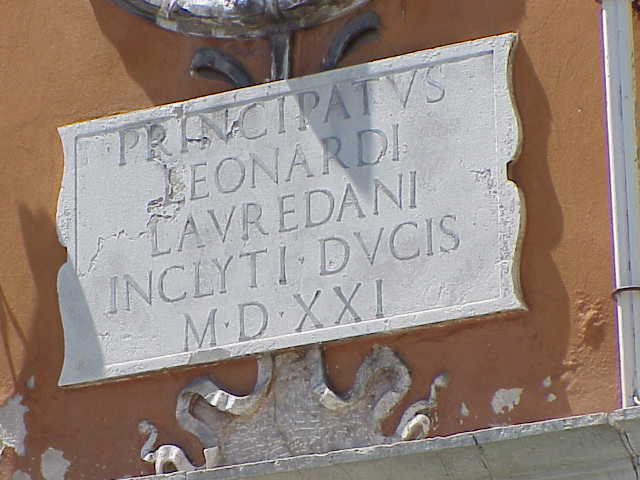 PRINCIPATVS
LEONARDI
LAVREDANI
INCLYTI · DVCIS
M · D · XXI